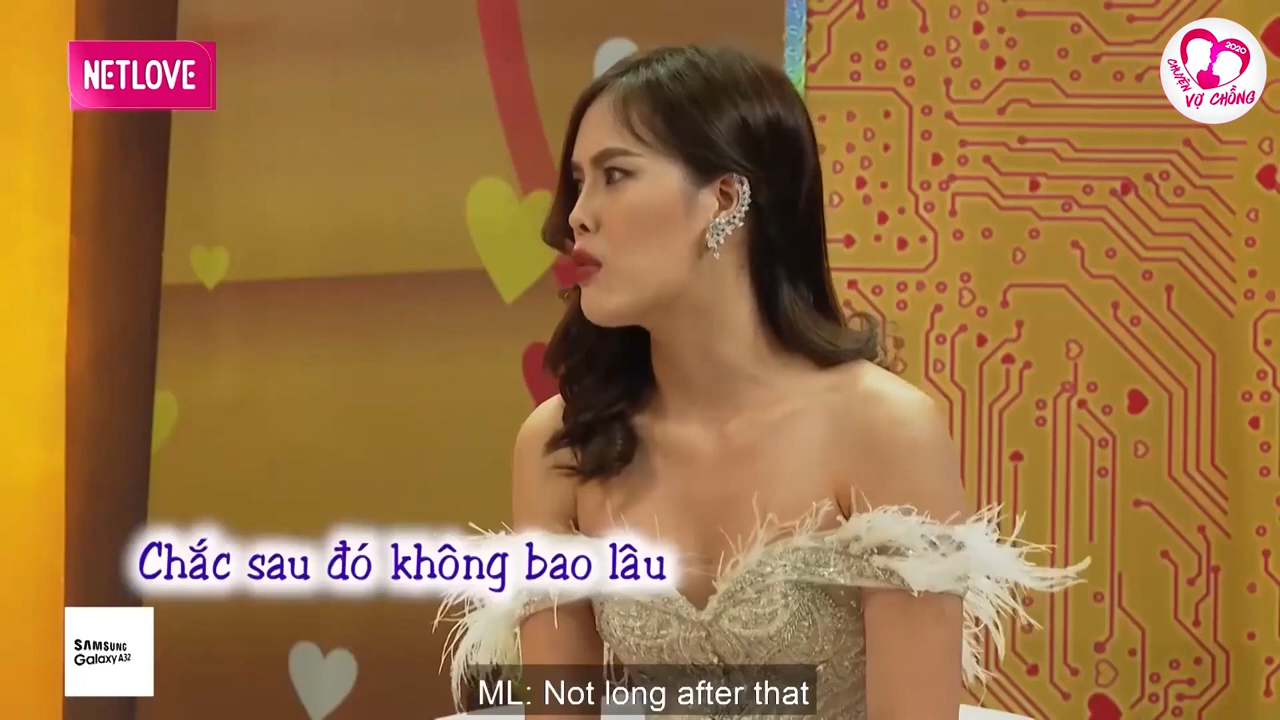 NETLOVE
2020
CHUYỆN
VỢ CHỒNG
Chắc sau đó không bao lâu
SAMSUNG
Galaxy A32
ML: Not long after that